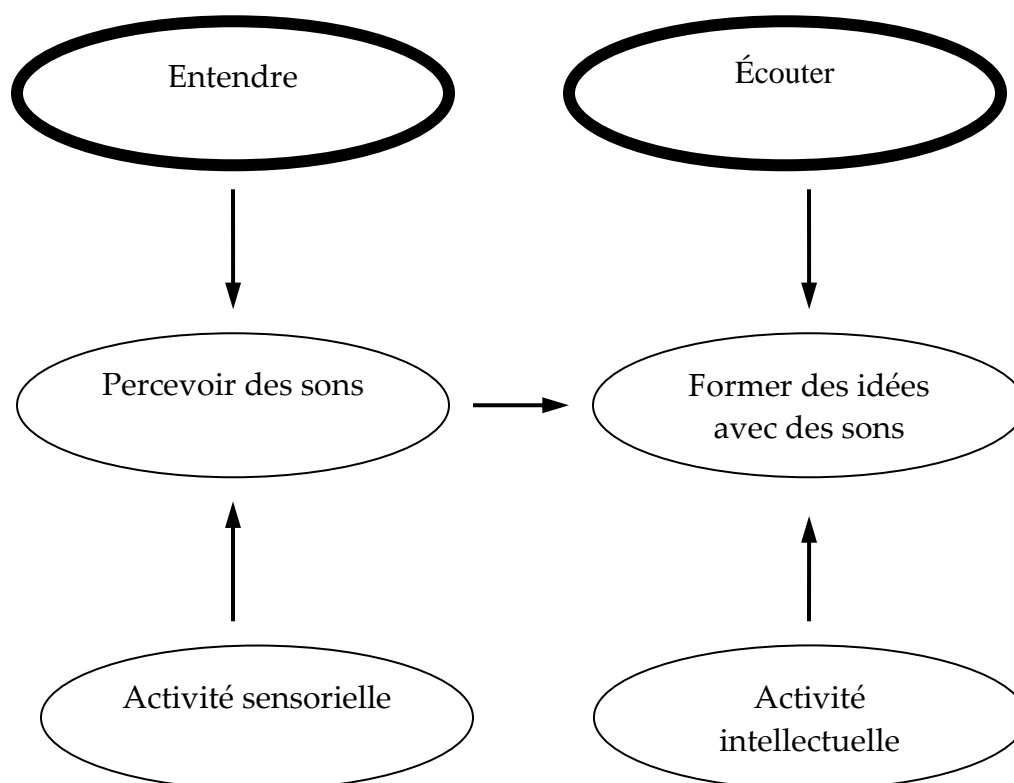 Entendre
Écouter
Percevoir des sons
Former des idées
avec des sons
Activité sensorielle
Activité
intellectuelle